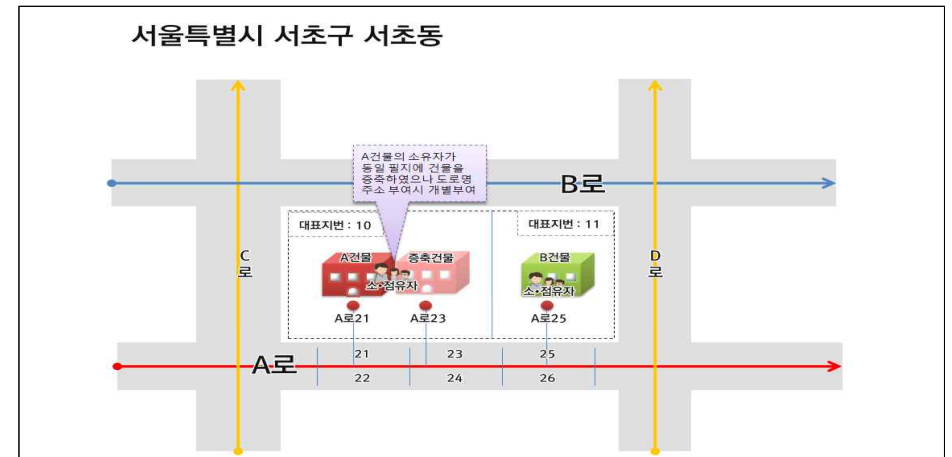 서울특별시 서초구 서초동
A건물의 소유자가
동일 필지에 건물을
증축하였으나 도로명
주소 부여시 개별부여
B로
대표지번 : 10
대표지번 : 11
C로
A건물
증축건물
B건물
D로
소•점유자
소•점유자
A로21
A로23
A로25
A로
21
23
25
22
24
26